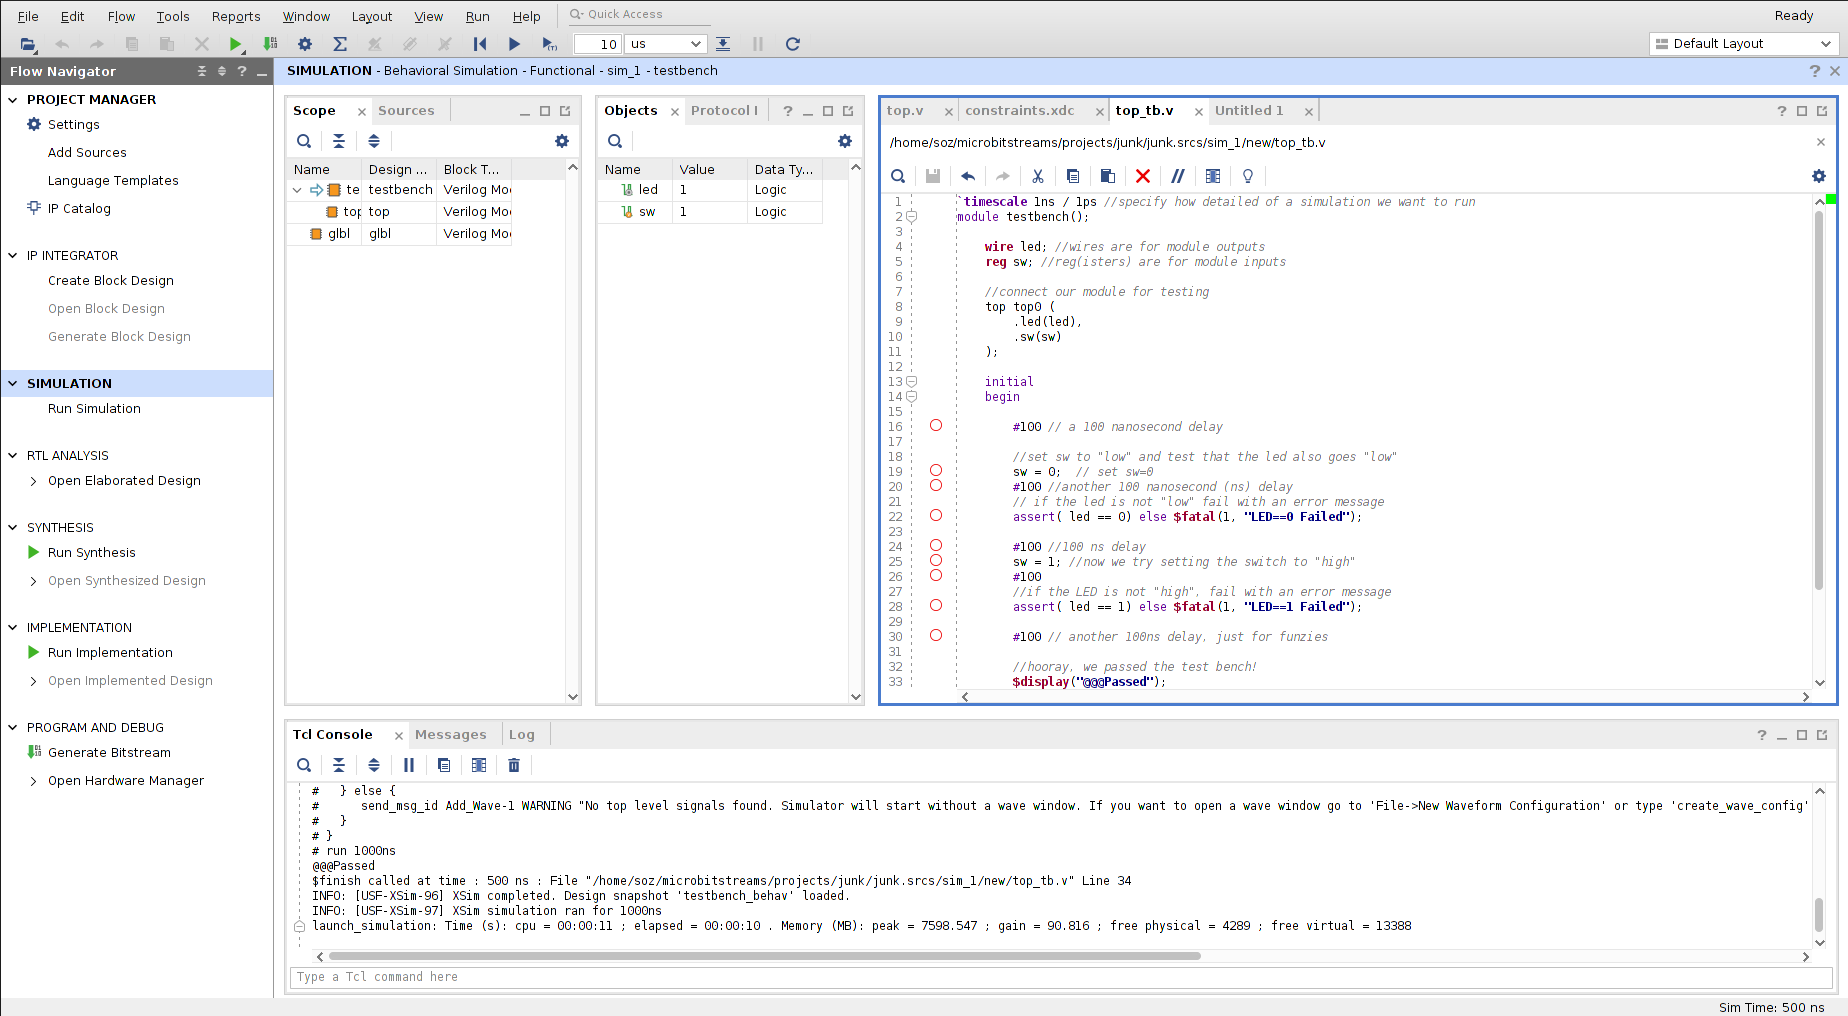 File Edit Flow Tools Reports Window Layout View Run Help Quick Access Ready
10 us Default Layout
Flow Navigator
SIMULATION - Behavioral Simulation - Functional - sim_1 - testbench
PROJECT MANAGER
Settings
Add Sources
Language Templates
IP Catalog
IP INTEGRATOR
Create Block Design
Open Block Design
Generate Block Design
SIMULATION
Run Simulation
RTL ANALYSIS
Open Elaborated Design
SYNTHESIS
Run Synthesis
Open Synthesized Design
IMPLEMENTATION
Run Implementation
Open Implemented Design
PROGRAM AND DEBUG
Generate Bitstream
Open Hardware Manager
Scope Sources
Name Design ... Block T...
te testbench Verilog Mo
top top Verilog Mo
glbl glbl Verilog Mo
Objects Protocol I
Name Value Data Ty...
led 1 Logic
sw 1 Logic
top.v constraints.xdc top_tb.v Untitled 1
/home/soz/microbitstreams/projects/junk/junk.srcs/sim_1/new/top_tb.v
1 `timescale 1ns / 1ps //specify how detailed of a simulation we want to run
2 module testbench();
3
4 wire led; //wires are for module outputs
5 reg sw; //reg(isters) are for module inputs
6
7 //connect our module for testing
8 top top0 (
9 .led(led),
10 .sw(sw)
11 );
12
13 initial
14 begin
15
16 #100 // a 100 nanosecond delay
17
18 //set sw to "low" and test that the led also goes "low"
19 sw = 0; // set sw=0
20 #100 //another 100 nanosecond (ns) delay
21 // if the led is not "low" fail with an error message
22 assert( led == 0) else $fatal(1, "LED==0 Failed");
23
24 #100 //100 ns delay
25 sw = 1; //now we try setting the switch to "high"
26 #100
27 //if the LED is not "high", fail with an error message
28 assert( led == 1) else $fatal(1, "LED==1 Failed");
29
30 #100 // another 100ns delay, just for funzies
31
32 //hooray, we passed the test bench!
33 $display("@@@Passed");
Tcl Console Messages Log
# } else {
# send_msg_id Add_Wave-1 WARNING "No top level signals found. Simulator will start without a wave window. If you want to open a wave window go to 'File->New Waveform Configuration' or type 'create_wave_config'
# }
# }
# run 1000ns
@@@Passed
$finish called at time : 500 ns : File "/home/soz/microbitstreams/projects/junk/junk.srcs/sim_1/new/top_tb.v" Line 34
INFO: [USF-XSim-96] XSim completed. Design snapshot 'testbench_behav' loaded.
INFO: [USF-XSim-97] XSim simulation ran for 1000ns
launch_simulation: Time (s): cpu = 00:00:11 ; elapsed = 00:00:10 . Memory (MB): peak = 7598.547 ; gain = 90.816 ; free physical = 4289 ; free virtual = 13388
Type a Tcl command here
Sim Time: 500 ns